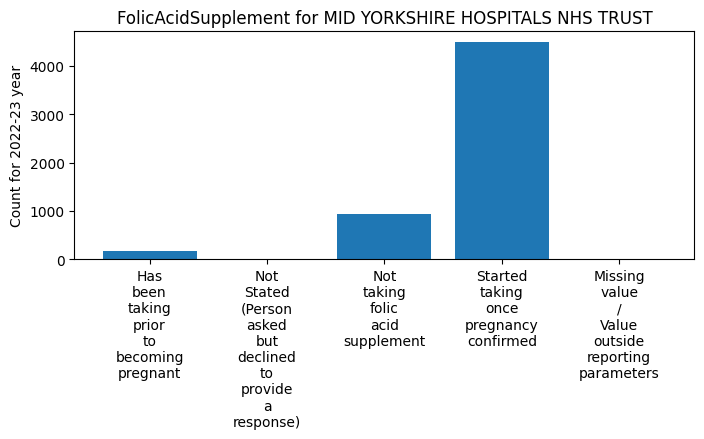 FolicAcidSupplement for MID YORKSHIRE HOSPITALS NHS TRUST
Count for 2022-23 year
4000
3000
2000
1000
0
Has
been
taking
prior
to
becoming
pregnant
Not
Stated
(Person
asked
but
declined
to
provide
a
response)
Not
taking
folic
acid
supplement
Started
taking
once
pregnancy
confirmed
Missing
value
/
Value
outside
reporting
parameters